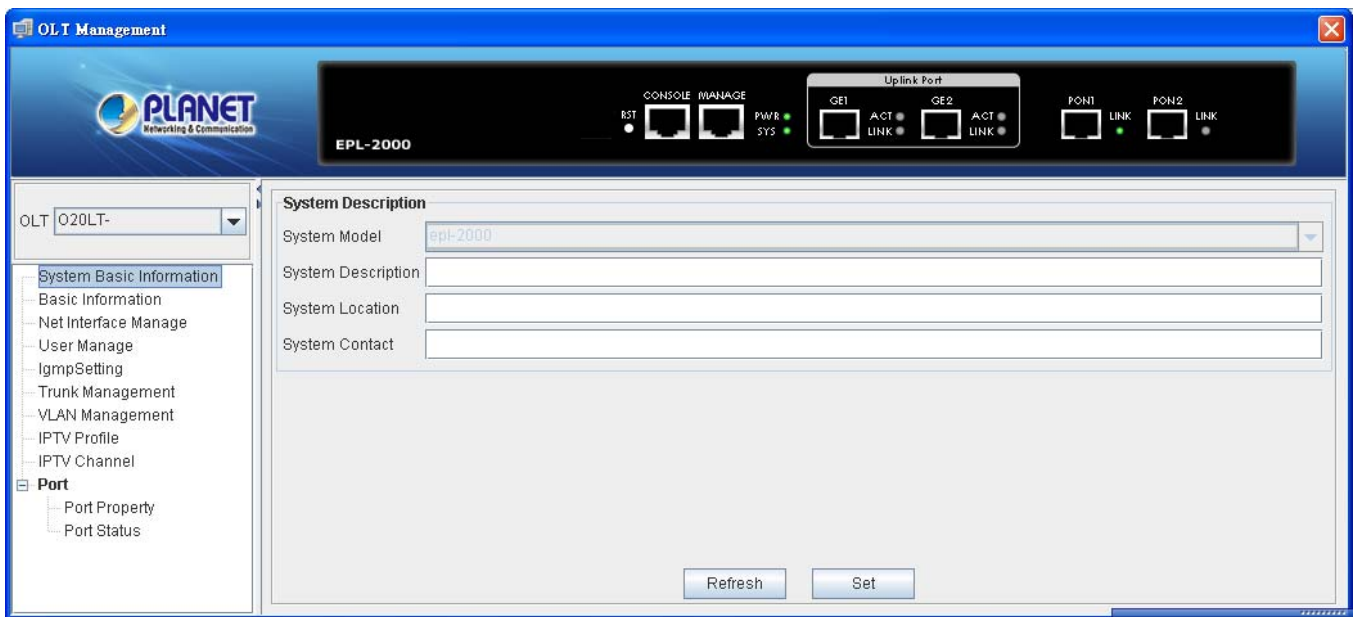 OLT Management
PLANET
Networking & Communication
EPL-2000
RST
CONSOLE MANAGE
PWR
SYS
Uplink Port
GE1
ACT
LINK
GE2
ACT
LINK
PON1
LINK
PON2
LINK
OLT O20LT-
System Basic Information
Basic Information
Net Interface Manage
User Manage
IgmpSetting
Trunk Management
VLAN Management
IPTV Profile
IPTV Channel
Port
Port Property
Port Status
System Description
System Model epl-2000
System Description
System Location
System Contact
Refresh Set